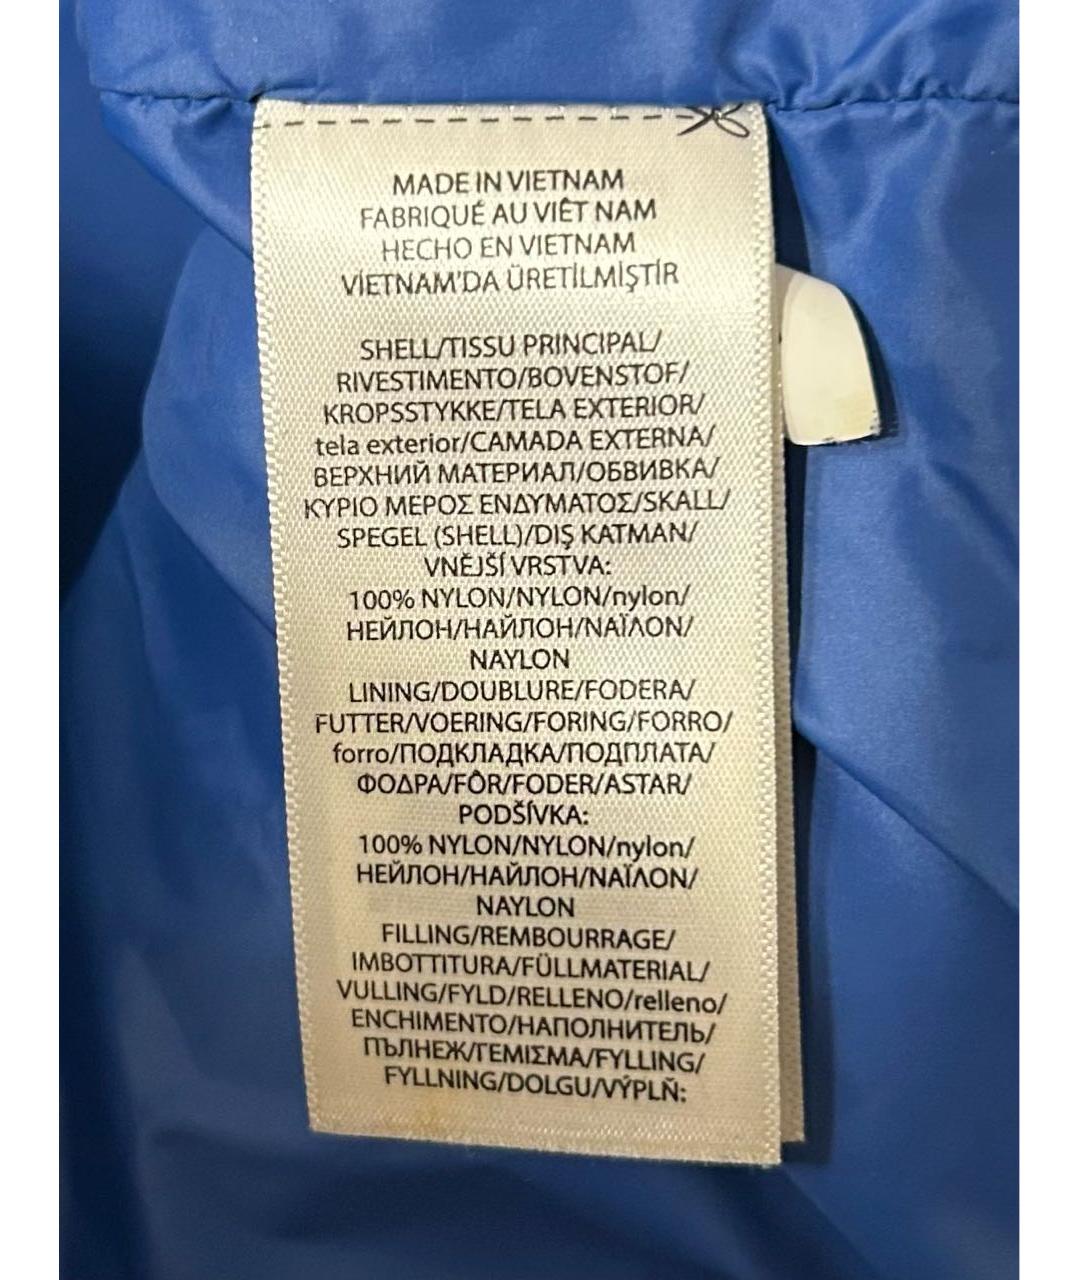 MADE IN VIETNAM
FABRIQUÉ AU VIÊT NAM
HECHO EN VIETNAM
VİETNAM'DA ÜRETİLMİŞTİR
SHELL/TISSU PRINCIPAL/
RIVESTIMENTO/BOVENSTOF/
KROPSSTYKKE/TELA EXTERIOR/
tela exterior/CAMADA EXTERNA/
ВЕРХНИЙ МАТЕРИАЛ/ОБВИВКА/
ΚΥΡΙΟ ΜΕΡΟΣ ΕΝΔΥΜΑΤΟΣ/SKALL/
SPEGEL (SHELL)/DIŞ KATMAN/
VNĚJŠÍ VRSTVA:
100% NYLON/NYLON/nylon/
НЕЙЛОН/НАЙЛОН/ΝΑΪΛΟΝ/
NAYLON
LINING/DOUBLURE/FODERA/
FUTTER/VOERING/FORING/FORRO/
forro/ПОДКЛАДКА/ПОДПЛАТА/
ΦΟΔΡΑ/FÔR/FODER/ASTAR/
PODŠÍVKA:
100% NYLON/NYLON/nylon/
НЕЙЛОН/НАЙЛОН/ΝΑΪΛΟΝ/
NAYLON
FILLING/REMBOURRAGE/
IMBOTTITURA/FÜLLMATERIAL/
VULLING/FYLD/RELLENO/relleno/
ENCHIMENTO/НАПОЛНИТЕЛЬ/
ПЪЛНЕЖ/ΓΕΜΙΣΜΑ/FYLLING/
FYLLNING/DOLGU/VÝPLŇ: